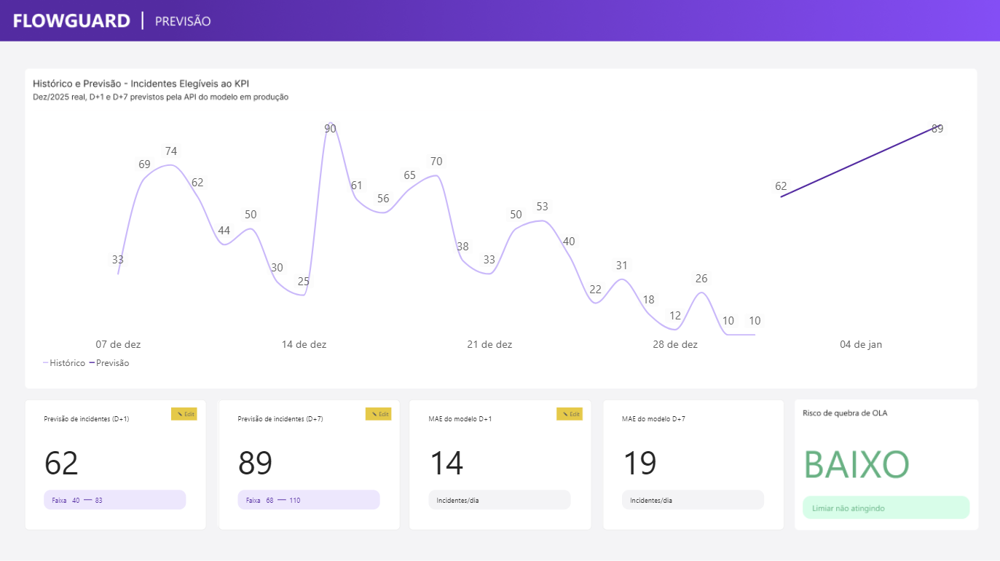 FLOWGUARD | PREVISÃO
Histórico e Previsão - Incidentes Elegíveis ao KPI
Dez/2025 real, D+1 e D+7 previstos pela API do modelo em produção
33
69
74
62
44
50
30
25
90
61
56
65
70
38
33
50
53
40
22
31
18
12
26
10
10
62
89
07 de dez
14 de dez
21 de dez
28 de dez
04 de jan
Histórico
Previsão
Previsão de incidentes (D+1)
Edit
62
Faixa 40 — 83
Previsão de incidentes (D+7)
Edit
89
Faixa 68 — 110
MAE do modelo D+1
Edit
14
Incidentes/dia
MAE do modelo D+7
19
Incidentes/dia
Risco de quebra de OLA
BAIXO
Limiar não atingindo